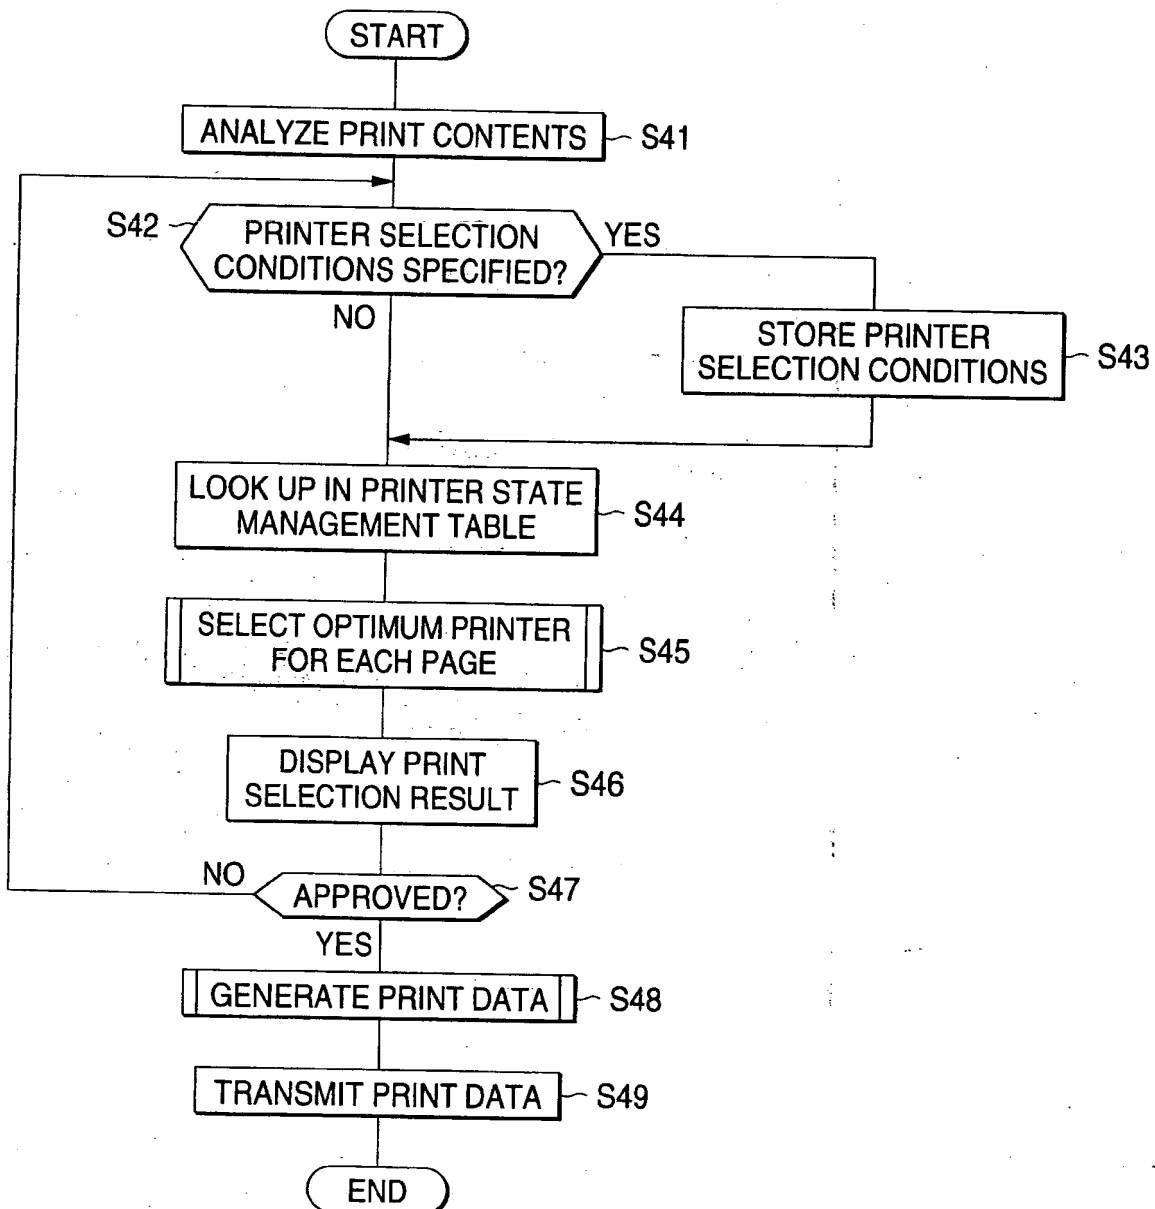 START
ANALYZE PRINT CONTENTS
S41
S42
PRINTER SELECTION
CONDITIONS SPECIFIED?
YES
NO
STORE PRINTER
SELECTION CONDITIONS
S43
LOOK UP IN PRINTER STATE
MANAGEMENT TABLE
S44
SELECT OPTIMUM PRINTER
FOR EACH PAGE
S45
DISPLAY PRINT
SELECTION RESULT
S46
NO
APPROVED?
S47
YES
GENERATE PRINT DATA
S48
TRANSMIT PRINT DATA
S49
END